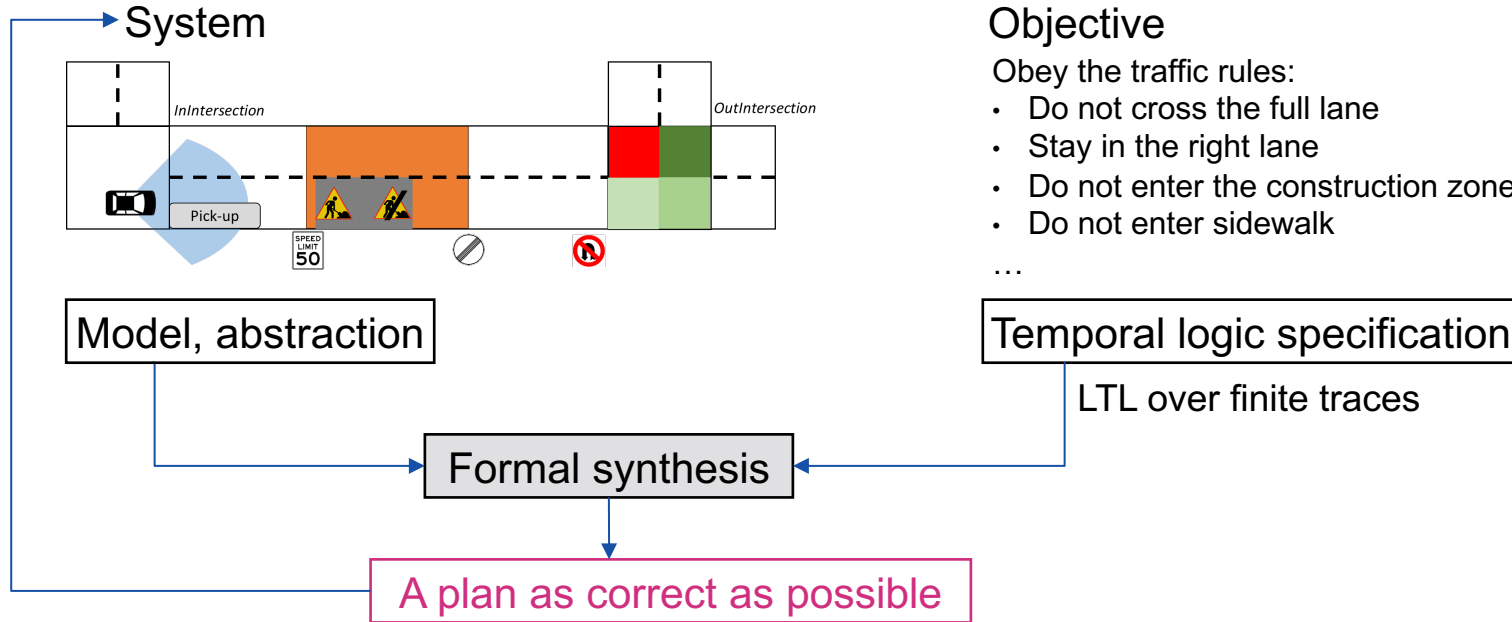 System
InIntersection
OutIntersection
Pick-up
SPEED
LIMIT
50
Objective
Obey the traffic rules:
• Do not cross the full lane
• Stay in the right lane
• Do not enter the construction zone
• Do not enter sidewalk
…
Model, abstraction
Temporal logic specification
LTL over finite traces
Formal synthesis
A plan as correct as possible